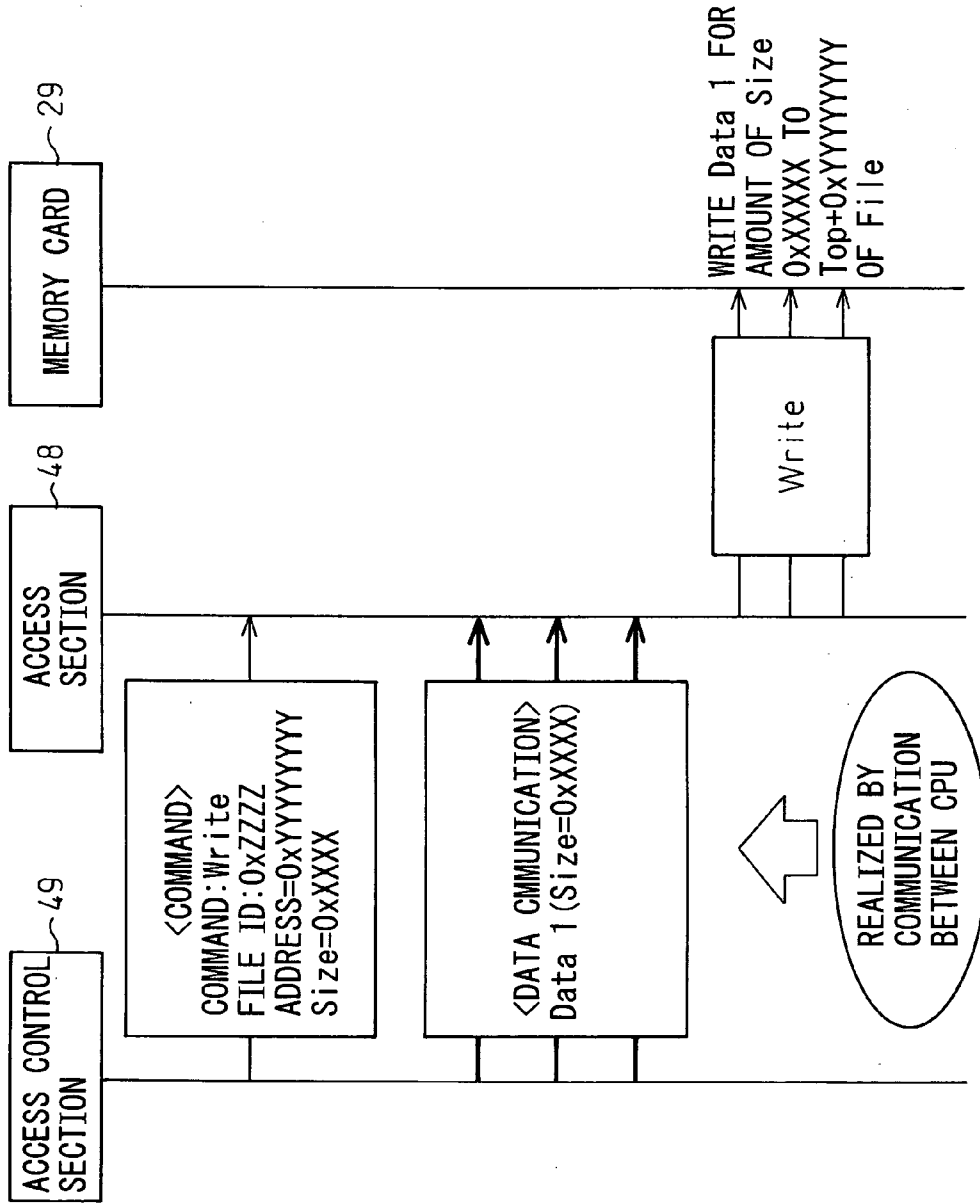 ACCESS CONTROL
SECTION
49
ACCESS
SECTION
48
MEMORY CARD
29
<COMMAND>
COMMAND:Write
FILE ID:0xZZZZ
ADDRESS=0xYYYYYYYY
Size=0xXXXX
<DATA CMMUNICATION>
Data 1(Size=0xXXXX)
Write
WRITE Data 1 FOR
AMOUNT OF Size
0xXXXXX TO
Top+0xYYYYYYYY
OF File
REALIZED BY
COMMUNICATION
BETWEEN CPU